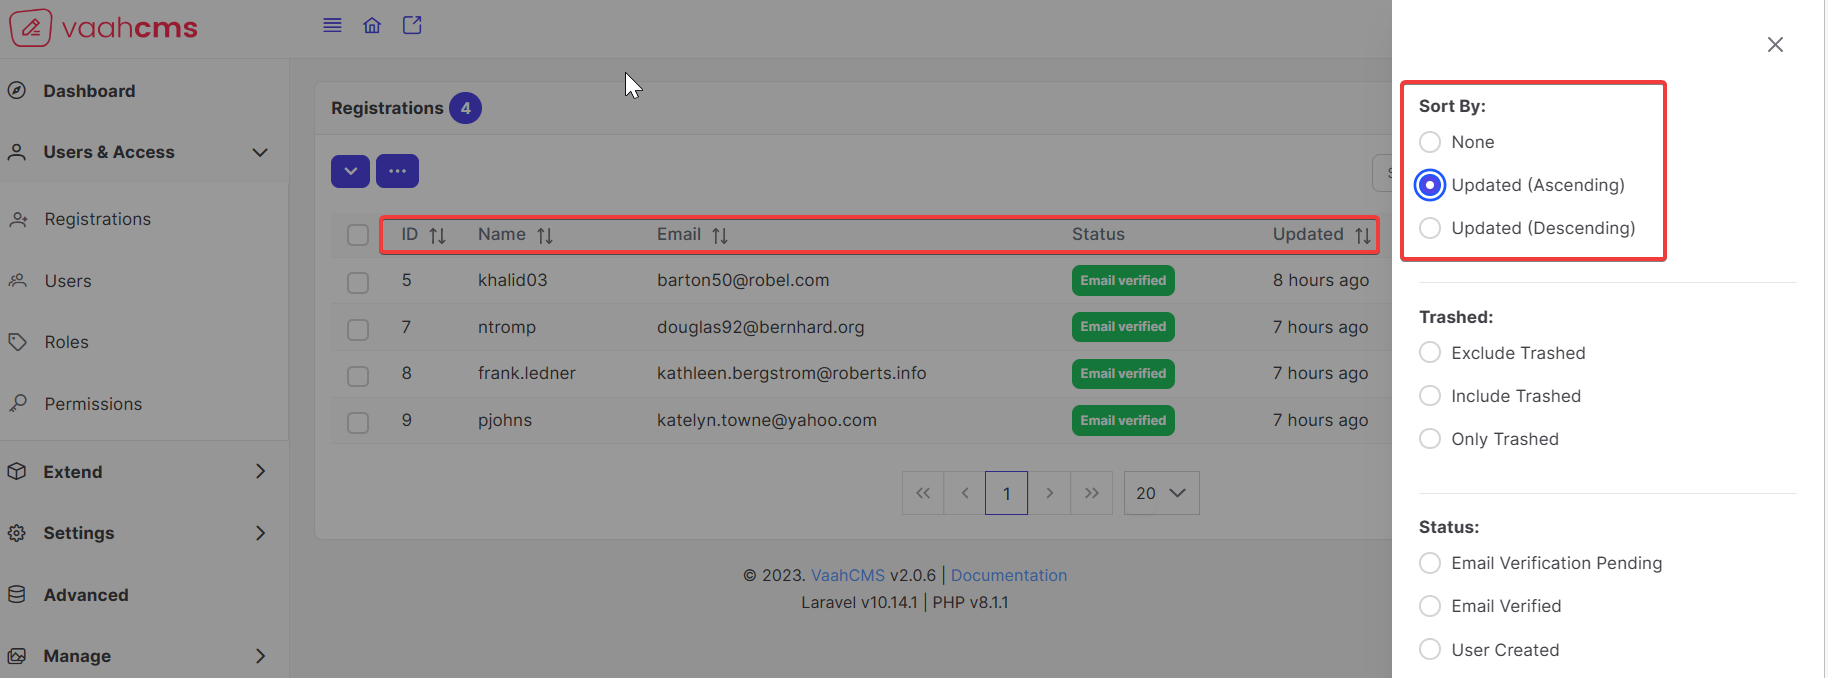 vaahcms
Dashboard
Users & Access
Registrations
Users
Roles
Permissions
Extend
Settings
Advanced
Manage
Registrations 4
ID Name Email Status Updated
5 khalid03 barton50@robel.com Email verified 8 hours ago
7 ntromp douglas92@bernhard.org Email verified 7 hours ago
8 frank.ledner kathleen.bergstrom@roberts.info Email verified 7 hours ago
9 pjohns katelyn.towne@yahoo.com Email verified 7 hours ago
1 20
© 2023. VaahCMS v2.0.6 | Documentation
Laravel v10.14.1 | PHP v8.1.1
Sort By:
None
Updated (Ascending)
Updated (Descending)
Trashed:
Exclude Trashed
Include Trashed
Only Trashed
Status:
Email Verification Pending
Email Verified
User Created